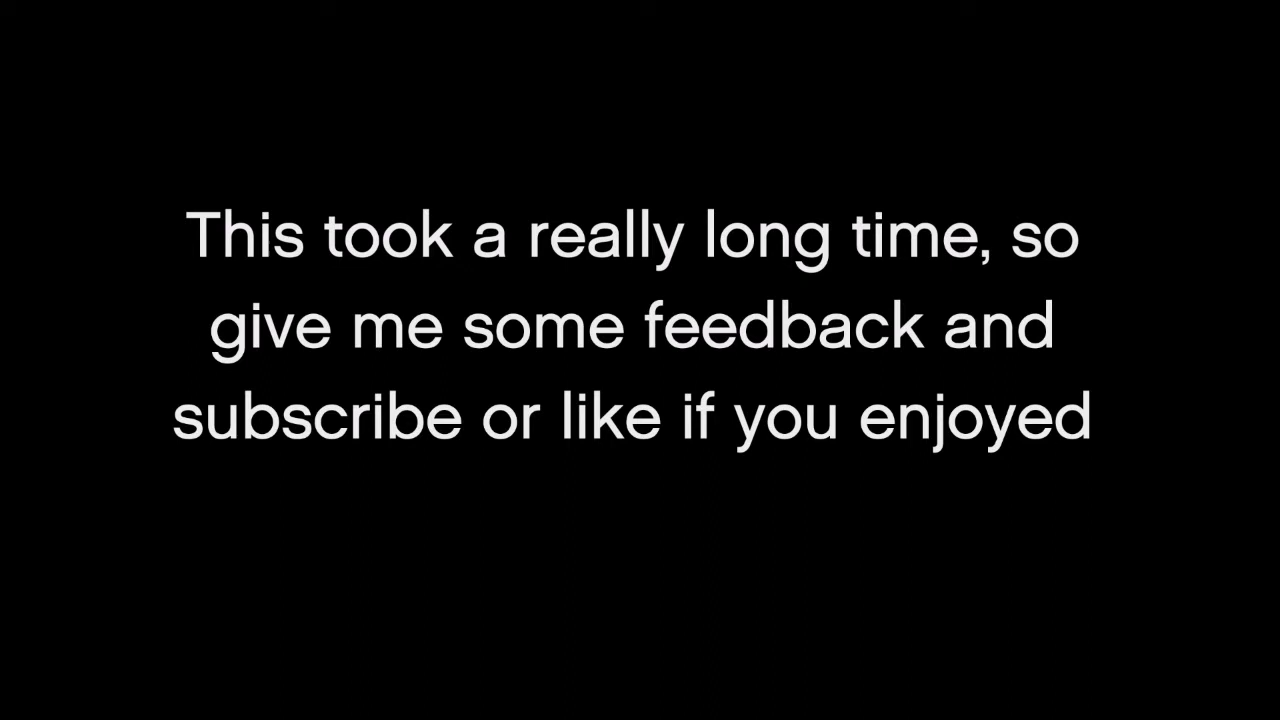 This took a really long time, so
give me some feedback and
subscribe or like if you enjoyed